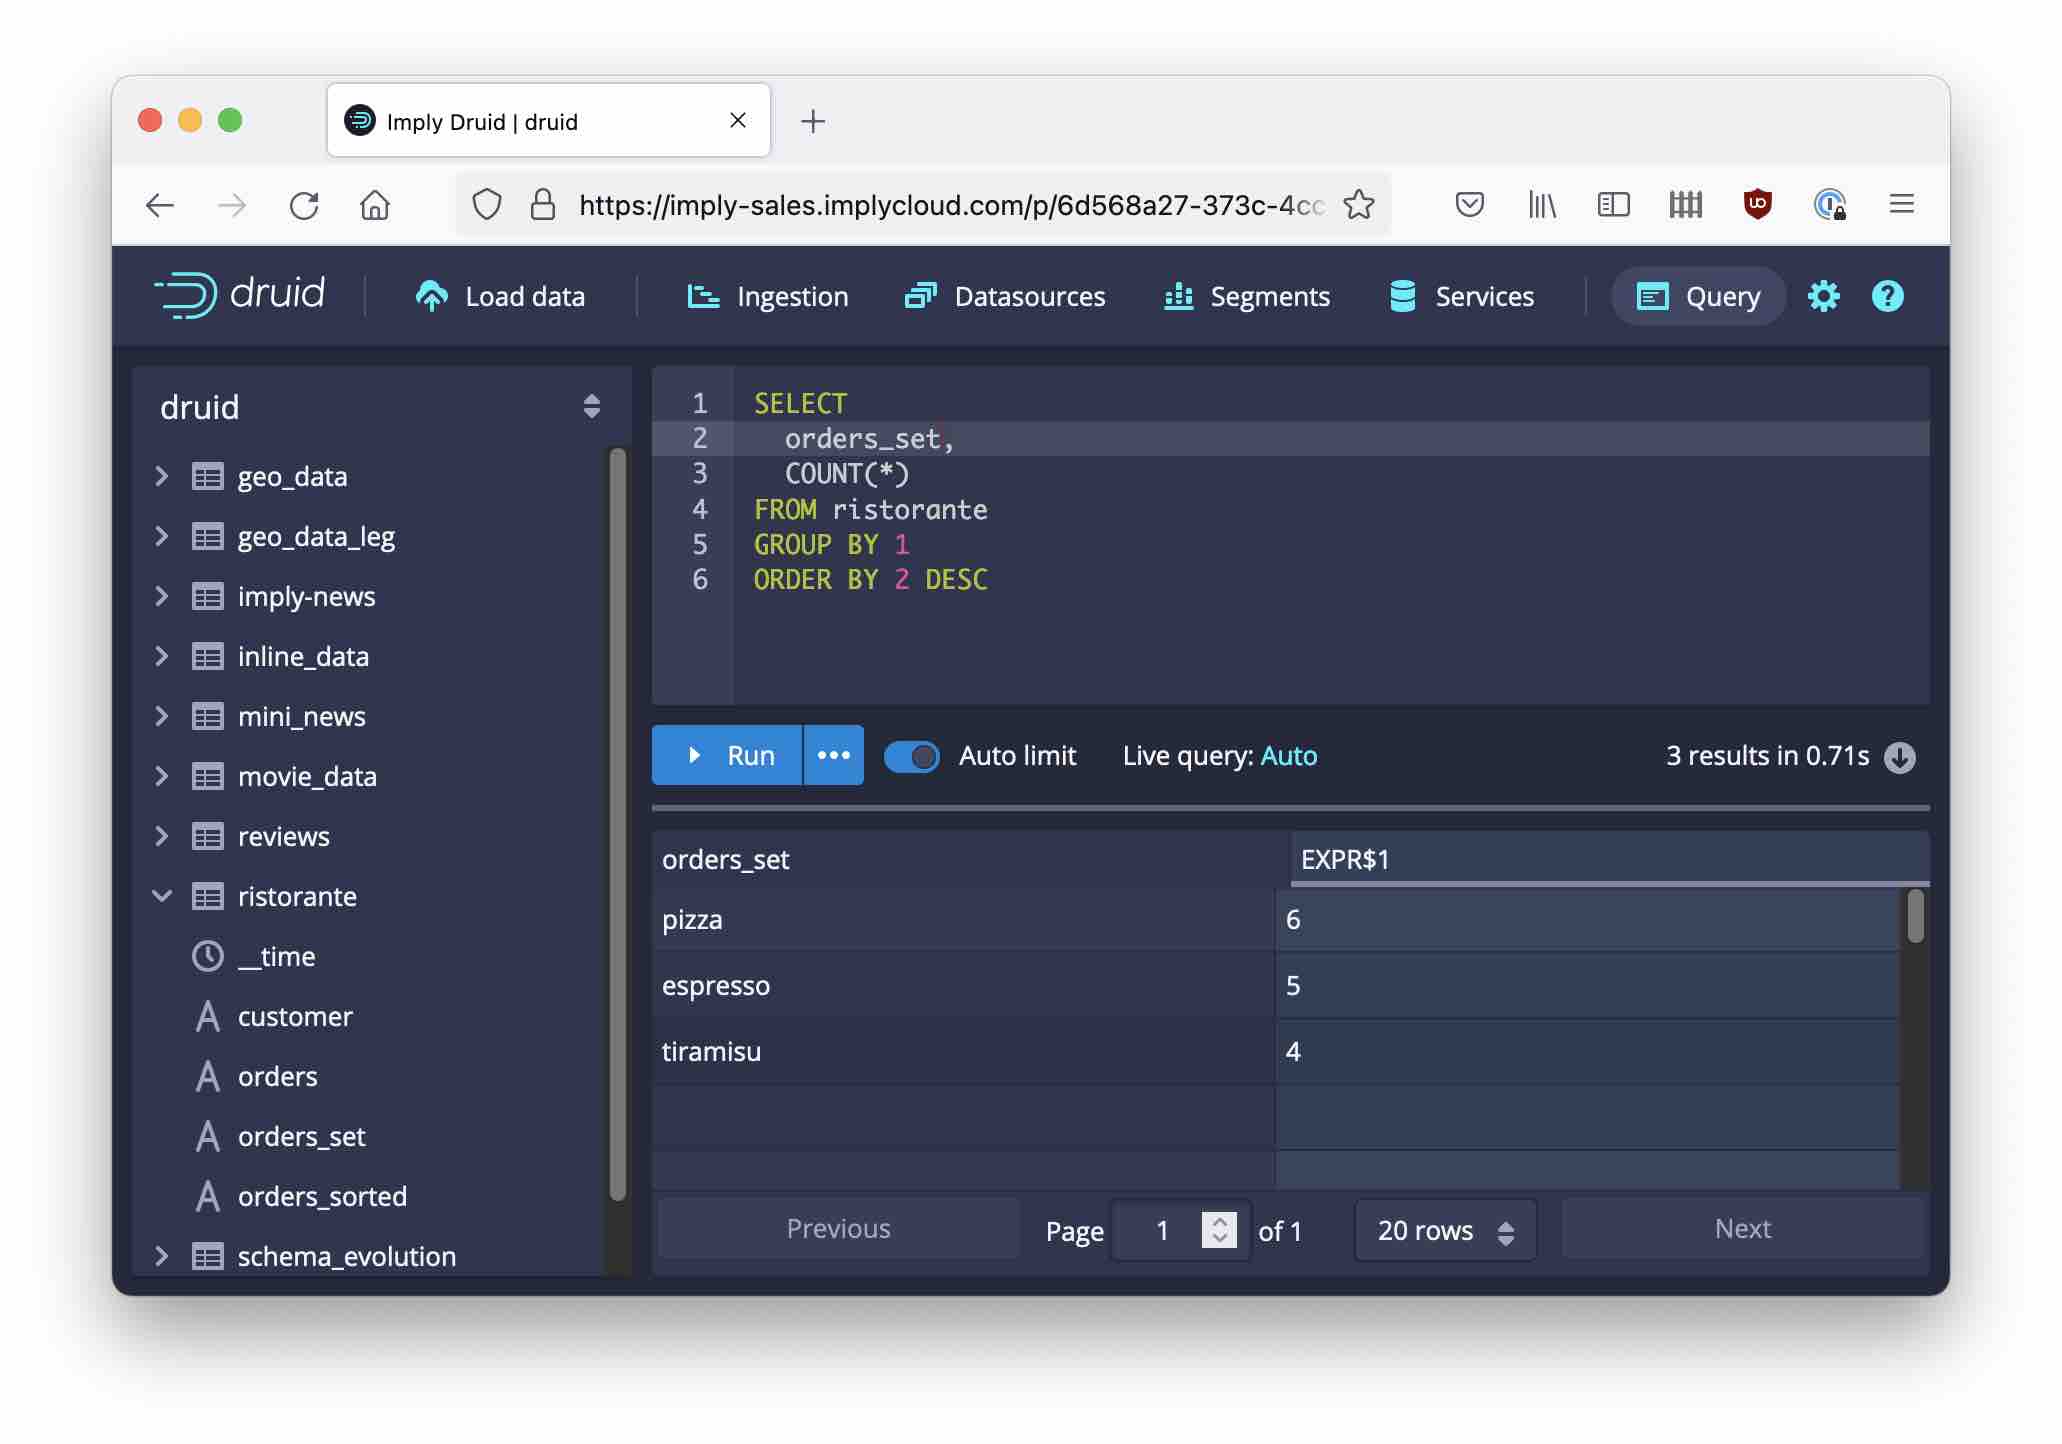 Imply Druid | druid
https://imply-sales.implycloud.com/p/6d568a27-373c-4cc
druid
Load data
Ingestion
Datasources
Segments
Services
Query
druid
geo_data
geo_data_leg
imply-news
inline_data
mini_news
movie_data
reviews
ristorante
__time
customer
orders
orders_set
orders_sorted
schema_evolution
1 SELECT
2 orders_set,
3 COUNT(*)
4 FROM ristorante
5 GROUP BY 1
6 ORDER BY 2 DESC
Run
Auto limit
Live query: Auto
3 results in 0.71s
orders_set EXPR$1
pizza 6
espresso 5
tiramisu 4
Previous
Page 1 of 1
20 rows
Next